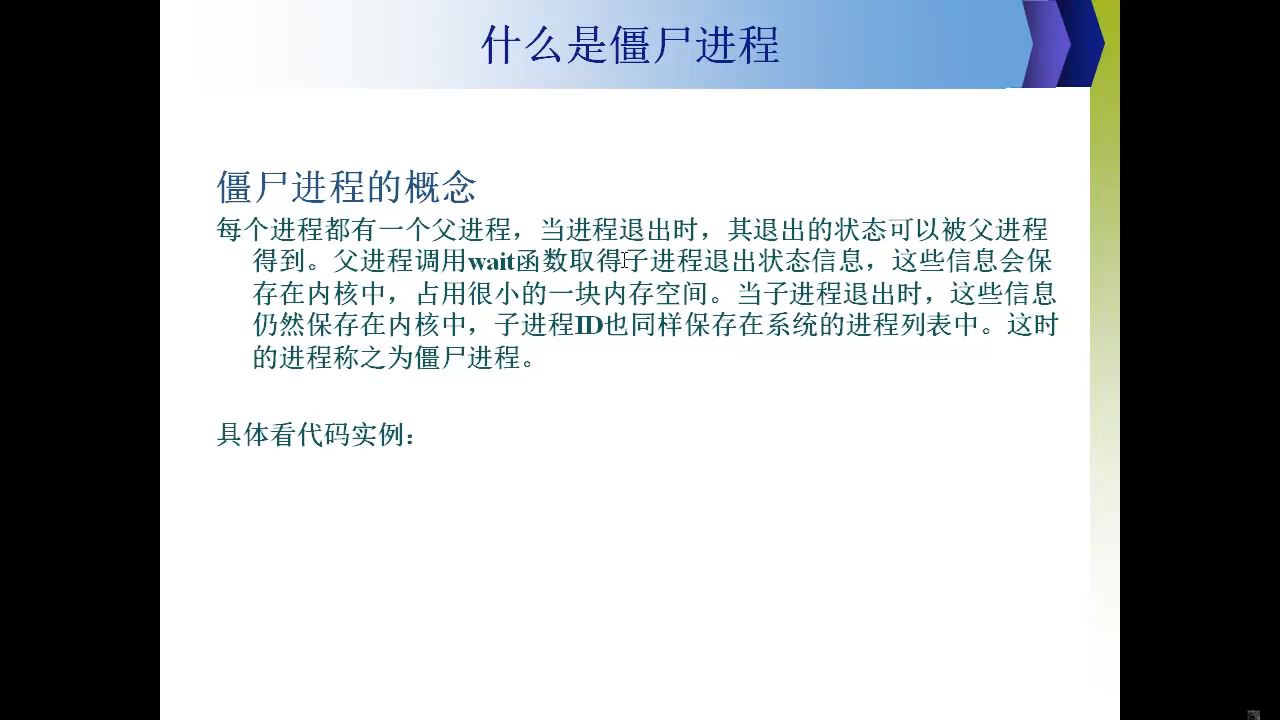 什么是僵尸进程
僵尸进程的概念
每个进程都有一个父进程，当进程退出时，其退出的状态可以被父进程
得到。父进程调用wait函数取得子进程退出状态信息，这些信息会保
存在内核中，占用很小的一块内存空间。当子进程退出时，这些信息
仍然保存在内核中，子进程ID也同样保存在系统的进程列表中。这时
的进程称之为僵尸进程。
具体看代码实例：